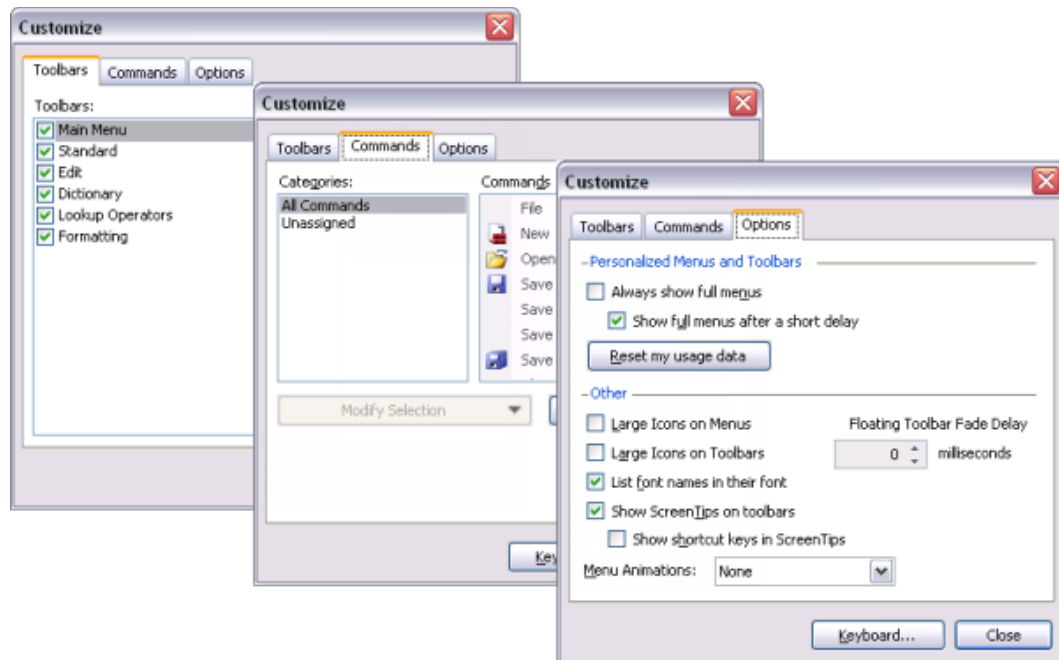 Customize
Toolbars Commands Options
Toolbars:
Main Menu
Standard
Edit
Dictionary
Lookup Operators
Formatting
Customize
Toolbars Commands Options
Categories: Commands
All Commands
Unassigned
File
New
Open
Save
Save
Save
Save
Modify Selection
Key
Customize
Toolbars Commands Options
Personalized Menus and Toolbars
Always show full menus
Show full menus after a short delay
Reset my usage data
Other
Large Icons on Menus Floating Toolbar Fade Delay
Large Icons on Toolbars 0 milliseconds
List font names in their font
Show ScreenTips on toolbars
Show shortcut keys in ScreenTips
Menu Animations: None
Keyboard... Close